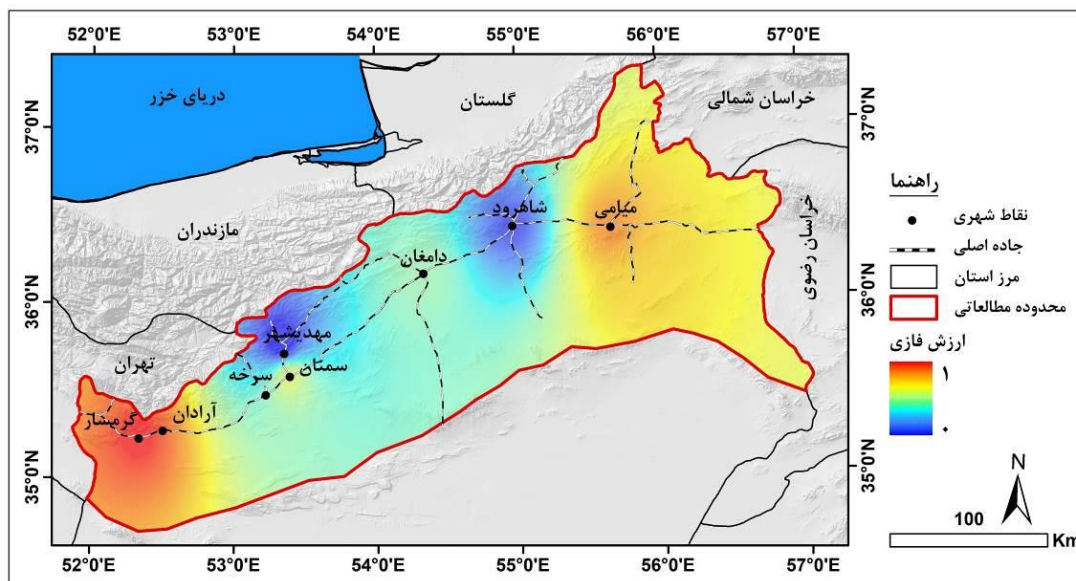 52°0'E 53°0'E 54°0'E 55°0'E 56°0'E 57°0'E
37°0'N
36°0'N
35°0'N
37°0'N
36°0'N
35°0'N
دریای خزر
گلستان
خراسان شمالی
مازندران
تهران
خراسان رضوی
شاهرود
میامی
دامغان
مهدیشهر
سمنان
سرخه
آرادان
گرمسار
راهنما
نقاط شهری
جاده اصلی
مرز استان
محدوده مطالعاتی
ارزش فازی
۱
۰
N
100
Km
52°0'E 53°0'E 54°0'E 55°0'E 56°0'E 57°0'E